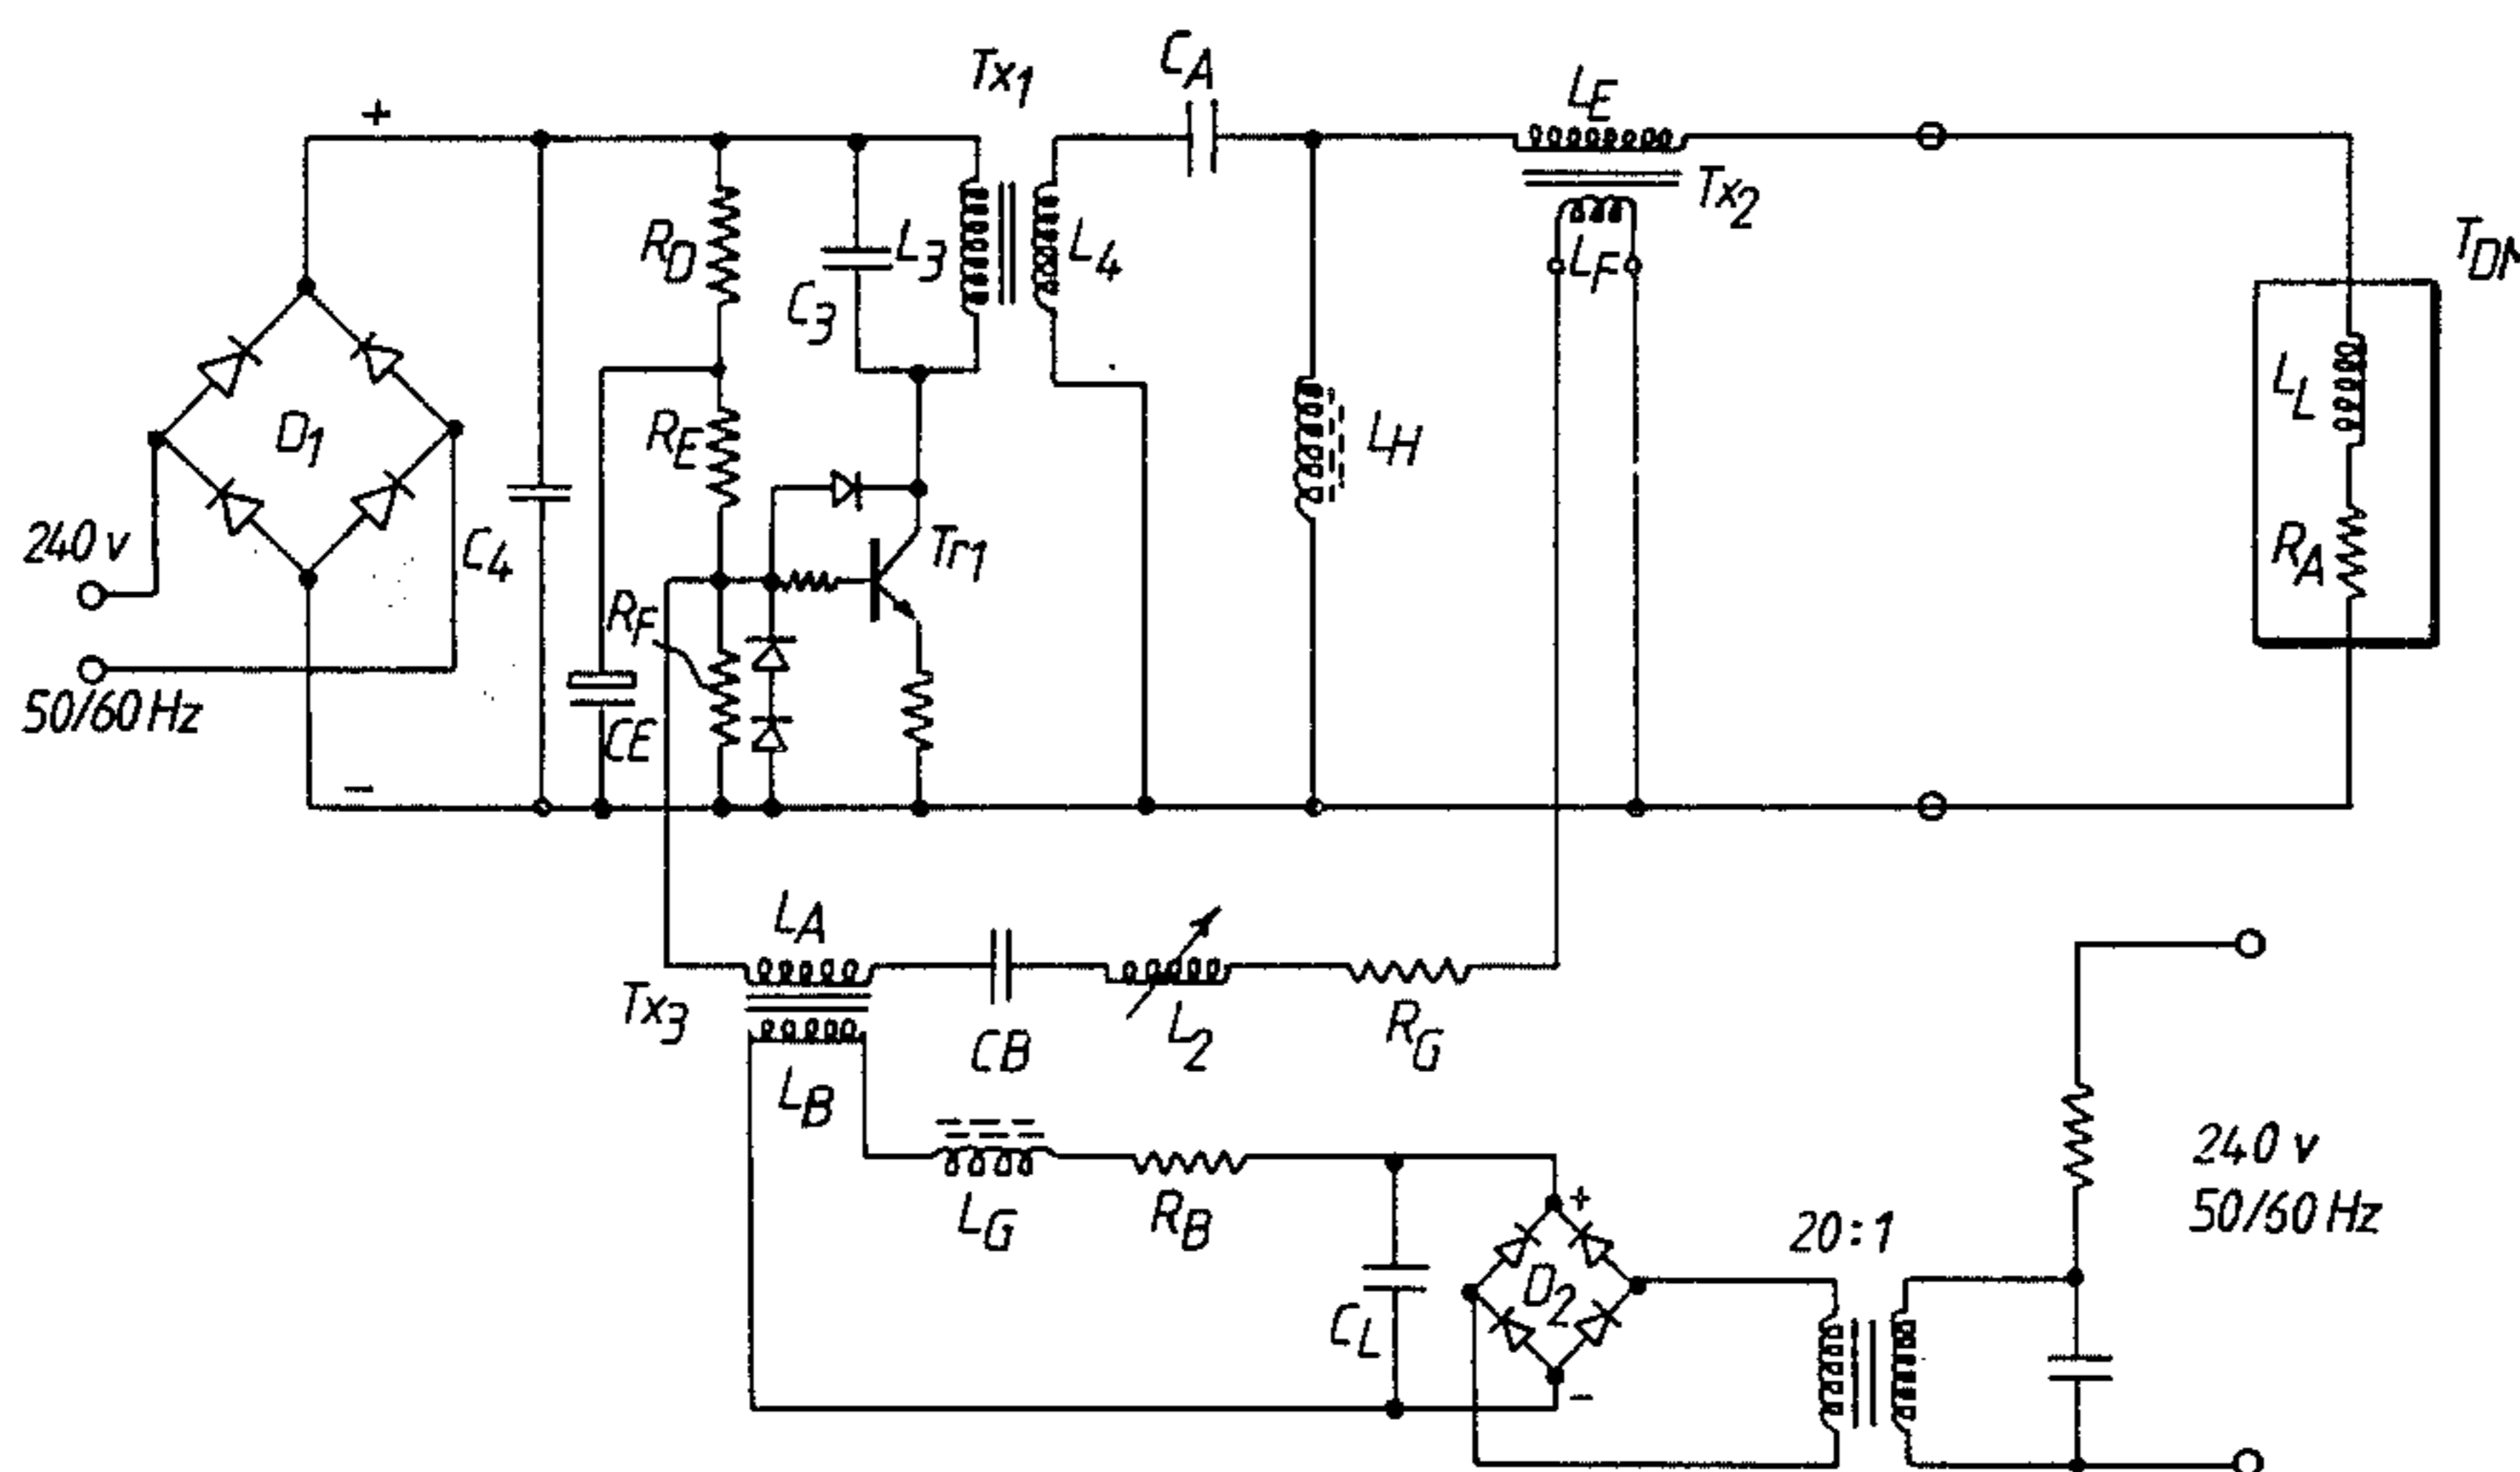 +
Tx1
CA
LE
Tx2
LF
RD
L3
L4
C3
RE
D1
240 v
50/60 Hz
C4
RF
Tr1
CE
LH
LL
RA
−
LA
Tx3
LB
CB
L2
RG
LG
RB
CL
+
D2
−
20:1
240 v
50/60 Hz